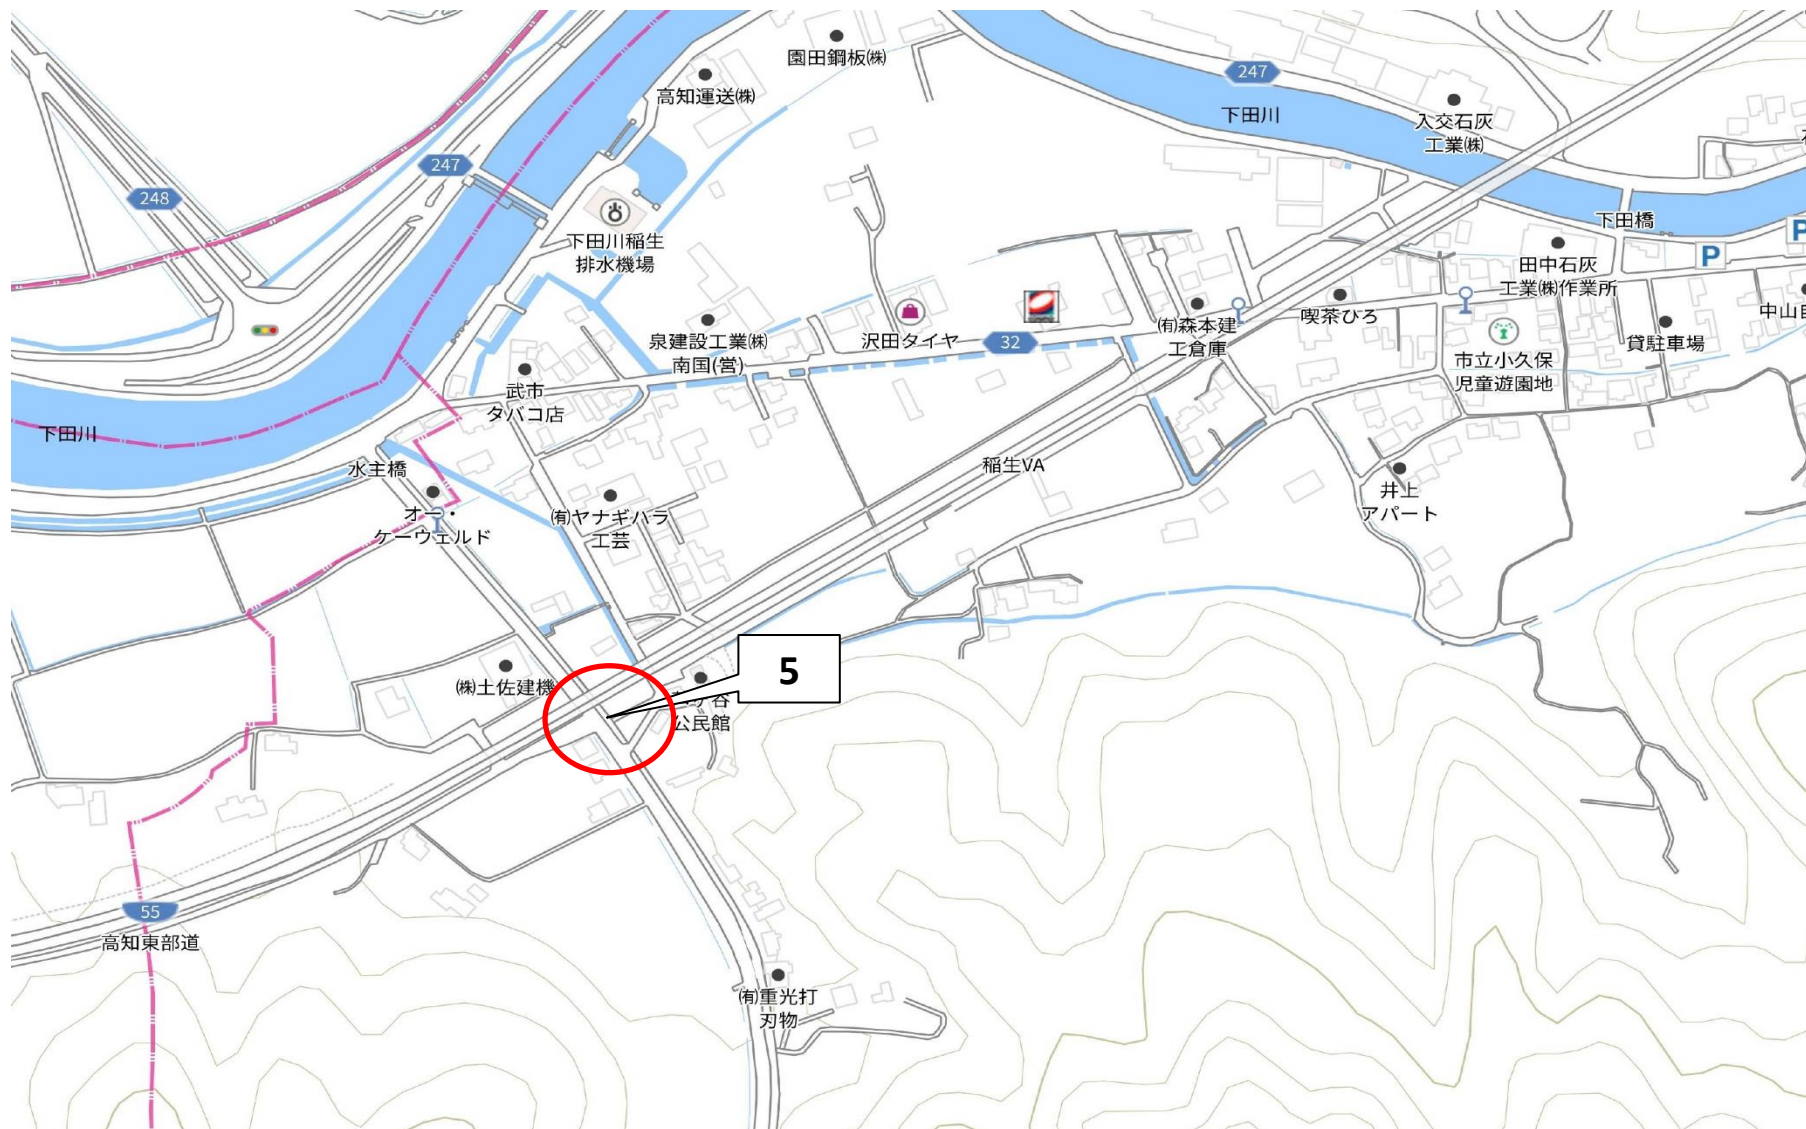 園田鋼板㈱
高知運送㈱
247
下田川
入交石灰
工業㈱
247
248
下田川稲生
排水機場
下田橋
P
P
田中石灰
工業㈱作業所
泉建設工業㈱
南国(営)
沢田タイヤ
32
㈲森本建
工倉庫
喫茶ひろ
市立小久保
児童遊園地
貸駐車場
武市
タバコ店
下田川
水主橋
オー・
ケーウェルド
㈲ヤナギハラ
工芸
稲生VA
井上
アパート
㈱土佐建機
5
公民館
55
高知東部道
㈲重光打
刃物